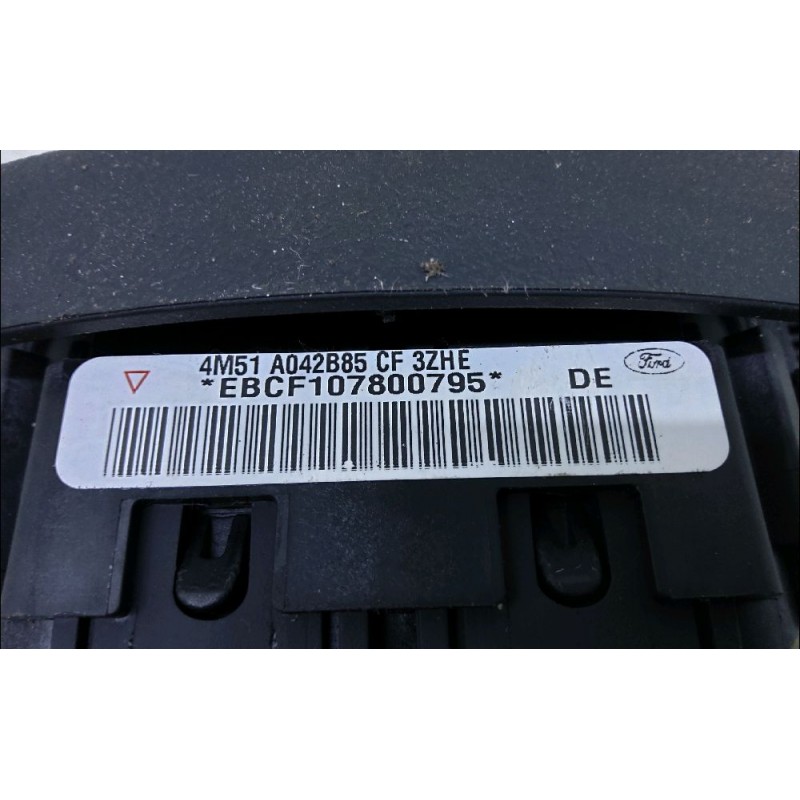 4M51 A042B85 CF 3ZHE
*EBCF107800795* DE
Ford